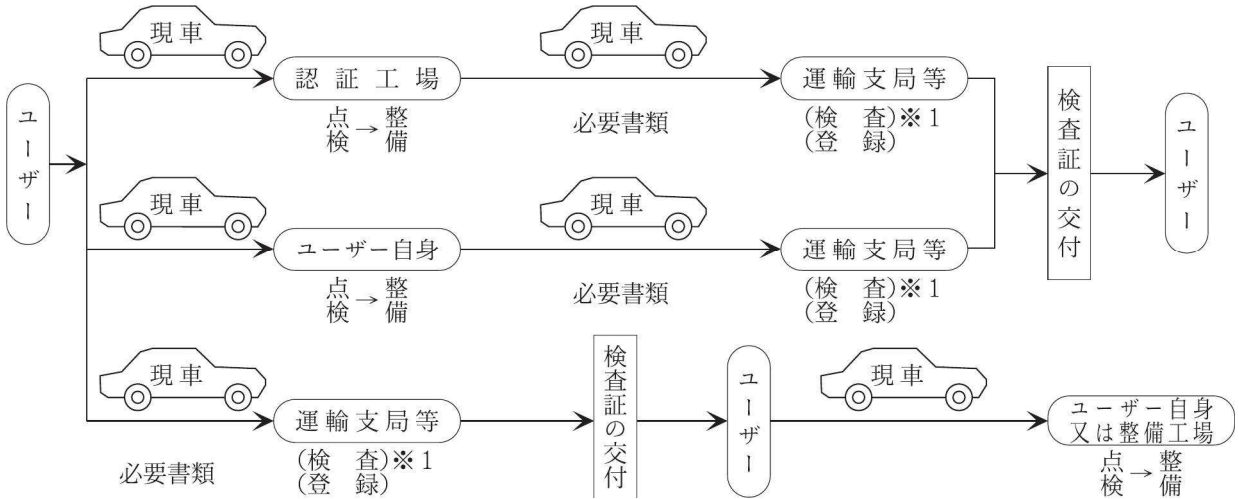 ユーザー
現車
認証工場
点検→整備
現車
必要書類
運輸支局等
(検　査)※1
(登　録)
現車
ユーザー自身
点検→整備
現車
必要書類
運輸支局等
(検　査)※1
(登　録)
検査証の交付
ユーザー
現車
必要書類
運輸支局等
(検　査)※1
(登　録)
検査証の交付
ユーザー
現車
ユーザー自身
又は整備工場
点検→整備